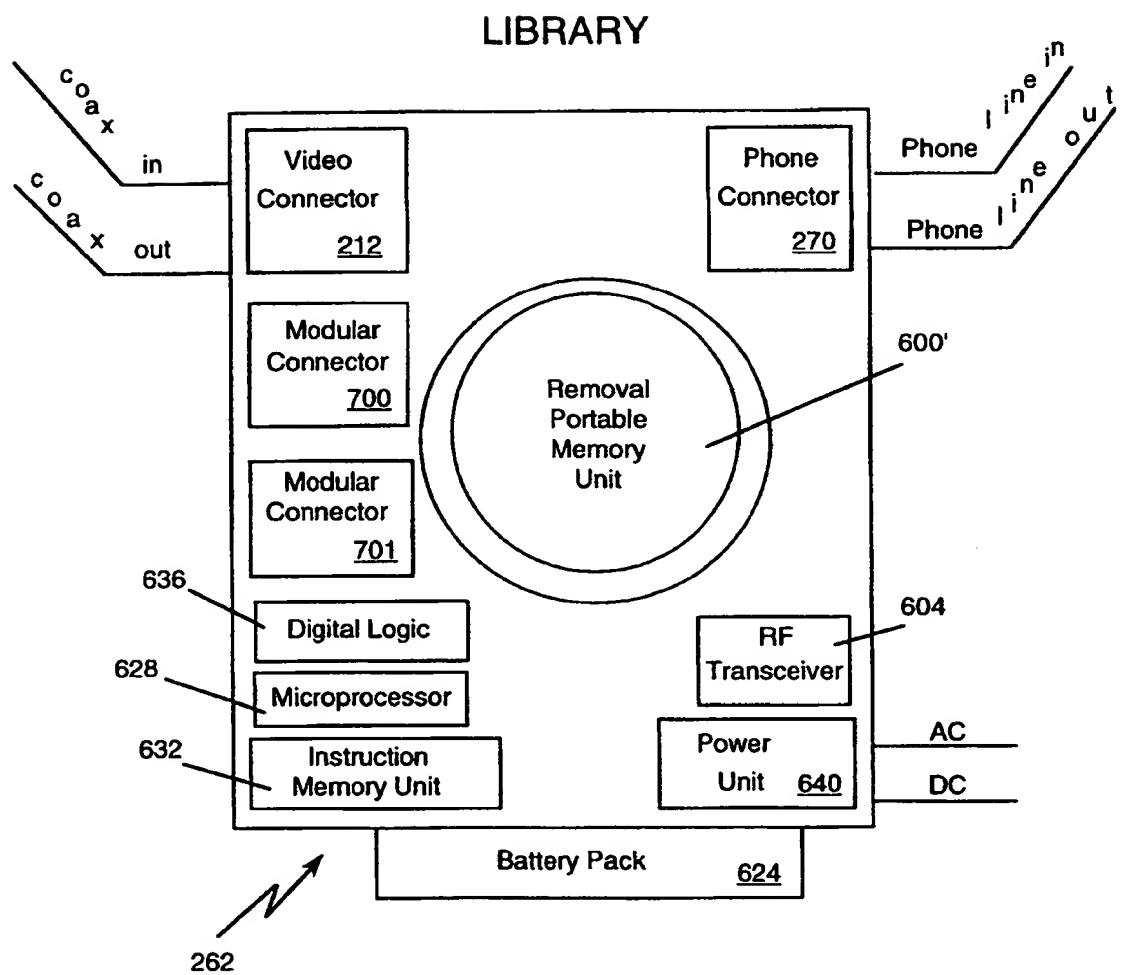 LIBRARY
coax in
coax out
Video
Connector
212
Phone
Connector
270
Phone line in
Phone line out
Modular
Connector
700
Removal
Portable
Memory
Unit
600'
Modular
Connector
701
636
Digital Logic
628
Microprocessor
632
Instruction
Memory Unit
RF
Transceiver
604
Power
Unit 640
AC
DC
Battery Pack
624
262